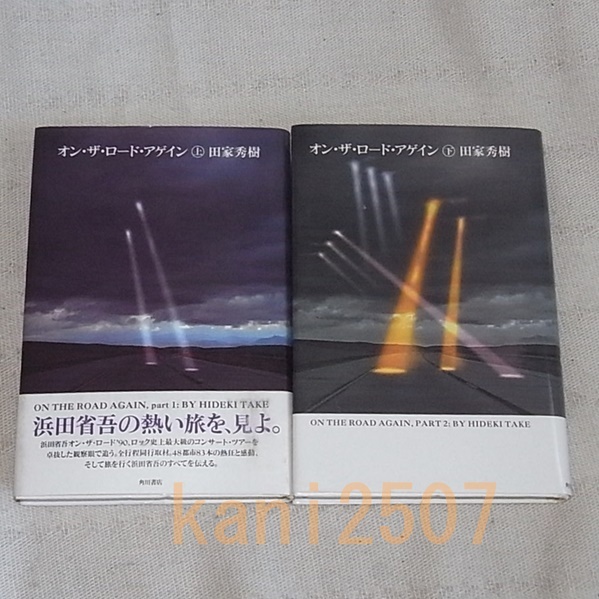 オン・ザ・ロード・アゲイン 上 田家秀樹
ON THE ROAD AGAIN, part 1: BY HIDEKI TAKE
浜田省吾の熱い旅を、見よ。
浜田省吾オン・ザ・ロード'90、ロック史上最大級のコンサート・ツアーを
卓抜した観察眼で追う。全行程同行取材。48都市83本の熱狂と感動、
そして旅を行く浜田省吾のすべてを伝える。
角川書店
オン・ザ・ロード・アゲイン 下 田家秀樹
ON THE ROAD AGAIN, PART 2: BY HIDEKI TAKE
kani2507